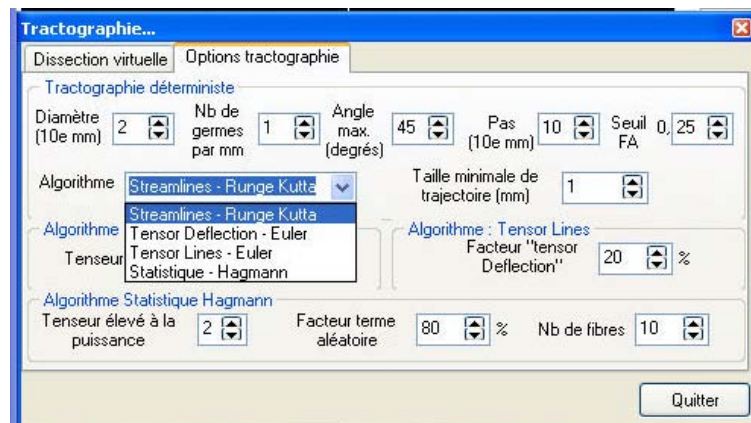 Tractographie...
Dissection virtuelle Options tractographie
Tractographie déterministe
Diamètre (10e mm) 2
Nb de germes par mm 1
Angle max. (degrés) 45
Pas (10e mm) 10
Seuil FA 0, 25
Algorithme Streamlines - Runge Kutta
Taille minimale de trajectoire (mm) 1
Streamlines - Runge Kutta
Tensor Deflection - Euler
Tensor Lines - Euler
Statistique - Hagmann
Algorithme
Tenseur
Algorithme : Tensor Lines
Facteur "tensor Deflection" 20 %
Algorithme Statistique Hagmann
Tenseur élevé à la puissance 2
Facteur terme aléatoire 80 %
Nb de fibres 10
Quitter